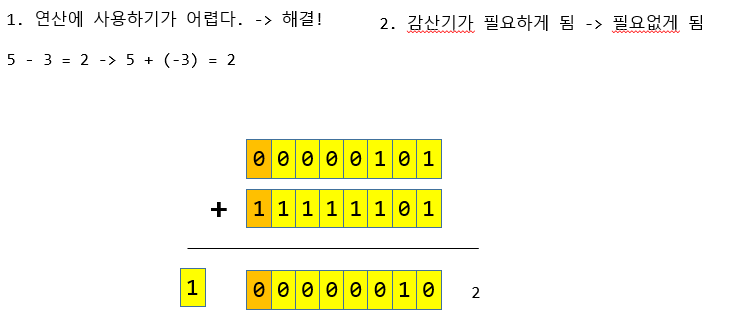 1. 연산에 사용하기가 어렵다. -> 해결!
2. 감산기가 필요하게 됨 -> 필요없게 됨
5 - 3 = 2 -> 5 + (-3) = 2
0 0 0 0 0 1 0 1
+ 1 1 1 1 1 1 0 1
1 0 0 0 0 0 0 1 0 2